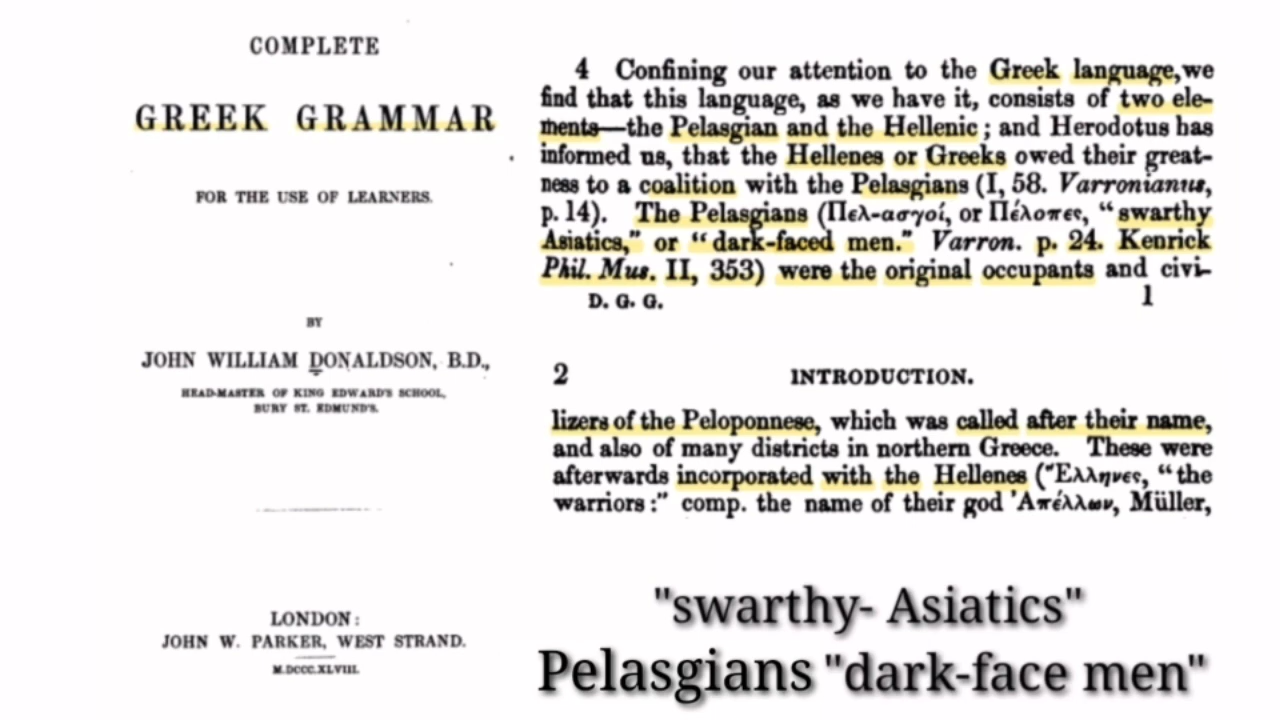 COMPLETE
GREEK GRAMMAR
FOR THE USE OF LEARNERS.
BY
JOHN WILLIAM DONALDSON, B.D.,
HEAD-MASTER OF KING EDWARD'S SCHOOL,
BURY ST. EDMUND'S.
LONDON:
JOHN W. PARKER, WEST STRAND.
M.DCCC.XLVIII.
4 Confining our attention to the Greek language, we
find that this language, as we have it, consists of two ele-
ments—the Pelasgian and the Hellenic; and Herodotus has
informed us, that the Hellenes or Greeks owed their great-
ness to a coalition with the Pelasgians (I, 58. Varronianus,
p. 14). The Pelasgians (Πελ-ασγοί, or Πέλοπες, "swarthy
Asiatics," or "dark-faced men." Varron. p. 24. Kenrick
Phil. Mus. II, 353) were the original occupants and civi-
D. G. G. 1
2 INTRODUCTION.
lizers of the Peloponnese, which was called after their name,
and also of many districts in northern Greece. These were
afterwards incorporated with the Hellenes (Ἕλληνες, "the
warriors:" comp. the name of their god Ἀπέλλων, Müller,
"swarthy- Asiatics"
Pelasgians "dark-face men"